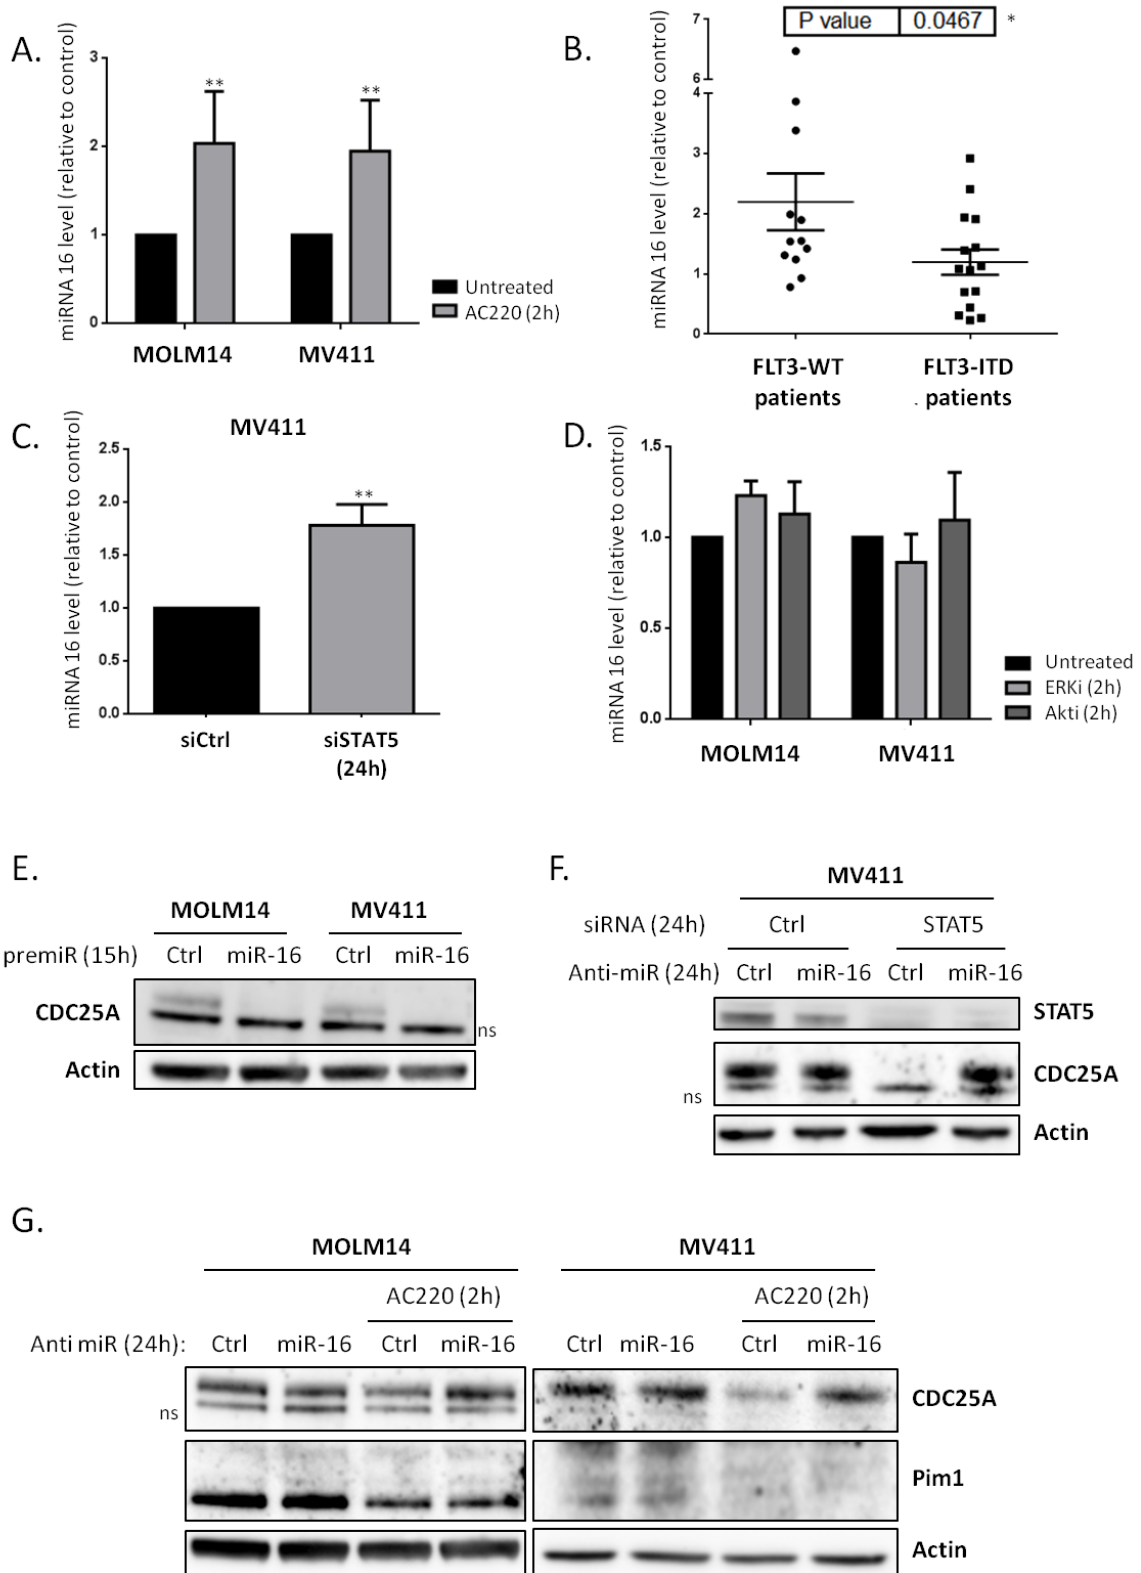 A.
miRNA 16 level (relative to control)
3
2
1
0
**
**
MOLM14
MV411
Untreated
AC220 (2h)
B.
miRNA 16 level (relative to control)
P value 0.0467 *
7
6
4
3
2
1
0
FLT3-WT
patients
FLT3-ITD
. patients
C.
MV411
miRNA 16 level (relative to control)
2.5
2.0
1.5
1.0
0.5
0.0
**
siCtrl
siSTAT5
(24h)
D.
miRNA 16 level (relative to control)
1.5
1.0
0.5
0.0
MOLM14
MV411
Untreated
ERKi (2h)
Akti (2h)
E.
MOLM14 MV411
premiR (15h) Ctrl miR-16 Ctrl miR-16
CDC25A
ns
Actin
F.
MV411
siRNA (24h) Ctrl STAT5
Anti-miR (24h) Ctrl miR-16 Ctrl miR-16
STAT5
CDC25A
ns
Actin
G.
MOLM14 MV411
AC220 (2h) AC220 (2h)
Anti miR (24h): Ctrl miR-16 Ctrl miR-16 Ctrl miR-16 Ctrl miR-16
CDC25A
ns
Pim1
Actin